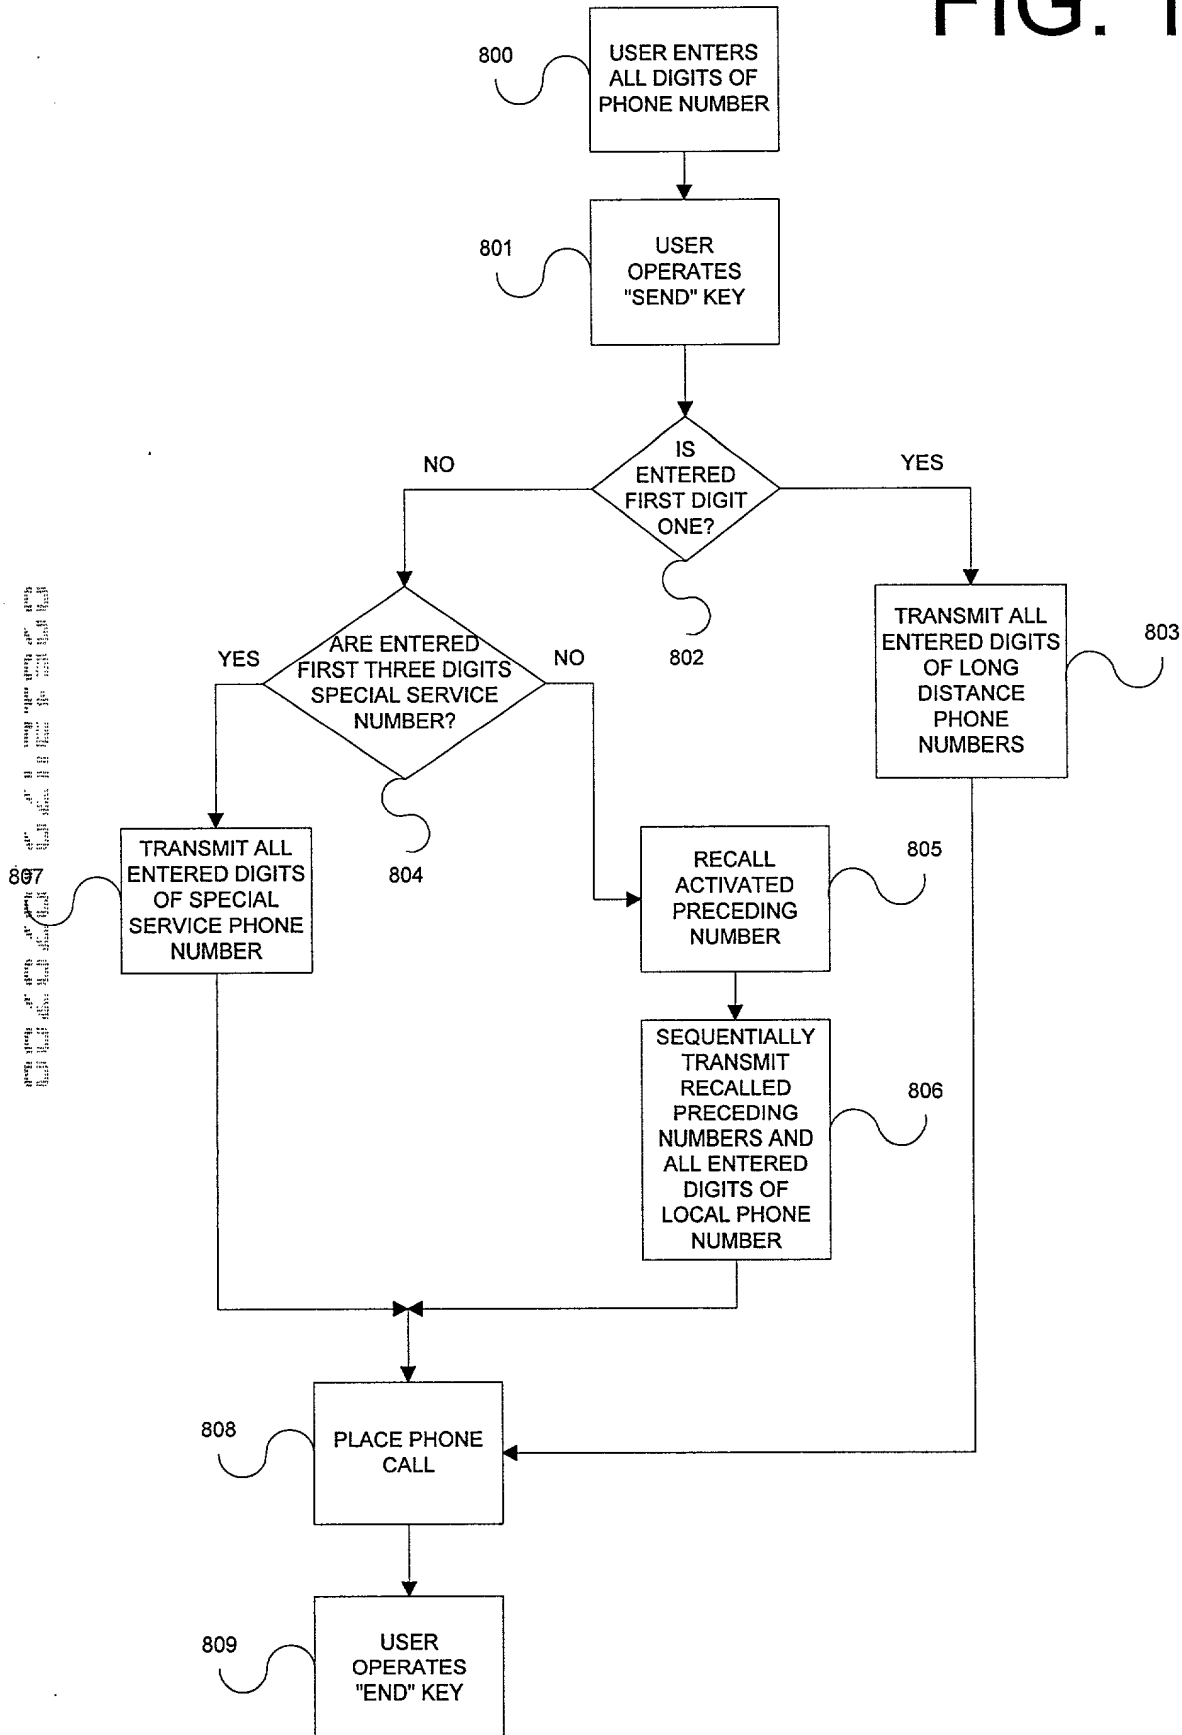 FIG. 1
800
USER ENTERS
ALL DIGITS OF
PHONE NUMBER
801
USER
OPERATES
"SEND" KEY
IS
ENTERED
FIRST DIGIT
ONE?
NO
YES
802
TRANSMIT ALL
ENTERED DIGITS
OF LONG
DISTANCE
PHONE
NUMBERS
803
ARE ENTERED
FIRST THREE DIGITS
SPECIAL SERVICE
NUMBER?
YES
NO
804
TRANSMIT ALL
ENTERED DIGITS
OF SPECIAL
SERVICE PHONE
NUMBER
807
RECALL
ACTIVATED
PRECEDING
NUMBER
805
SEQUENTIALLY
TRANSMIT
RECALLED
PRECEDING
NUMBERS AND
ALL ENTERED
DIGITS OF
LOCAL PHONE
NUMBER
806
808
PLACE PHONE
CALL
809
USER
OPERATES
"END" KEY